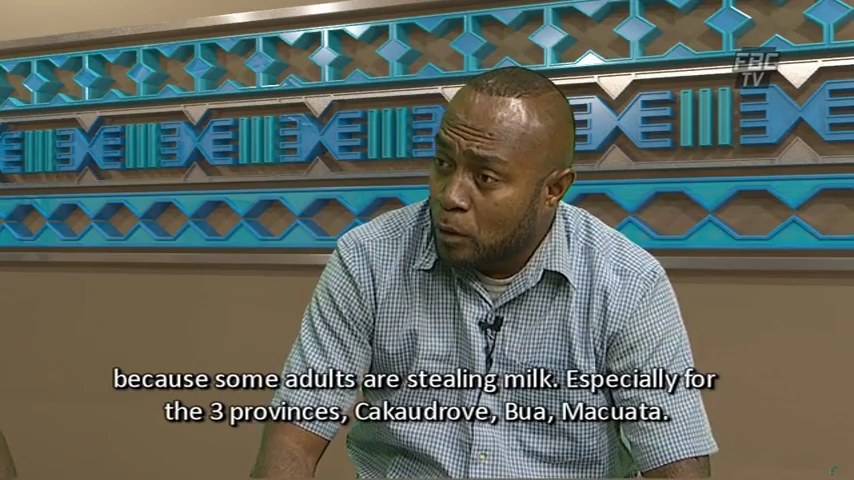 FBC
TV
because some adults are stealing milk. Especially for
the 3 provinces, Cakaudrove, Bua, Macuata.